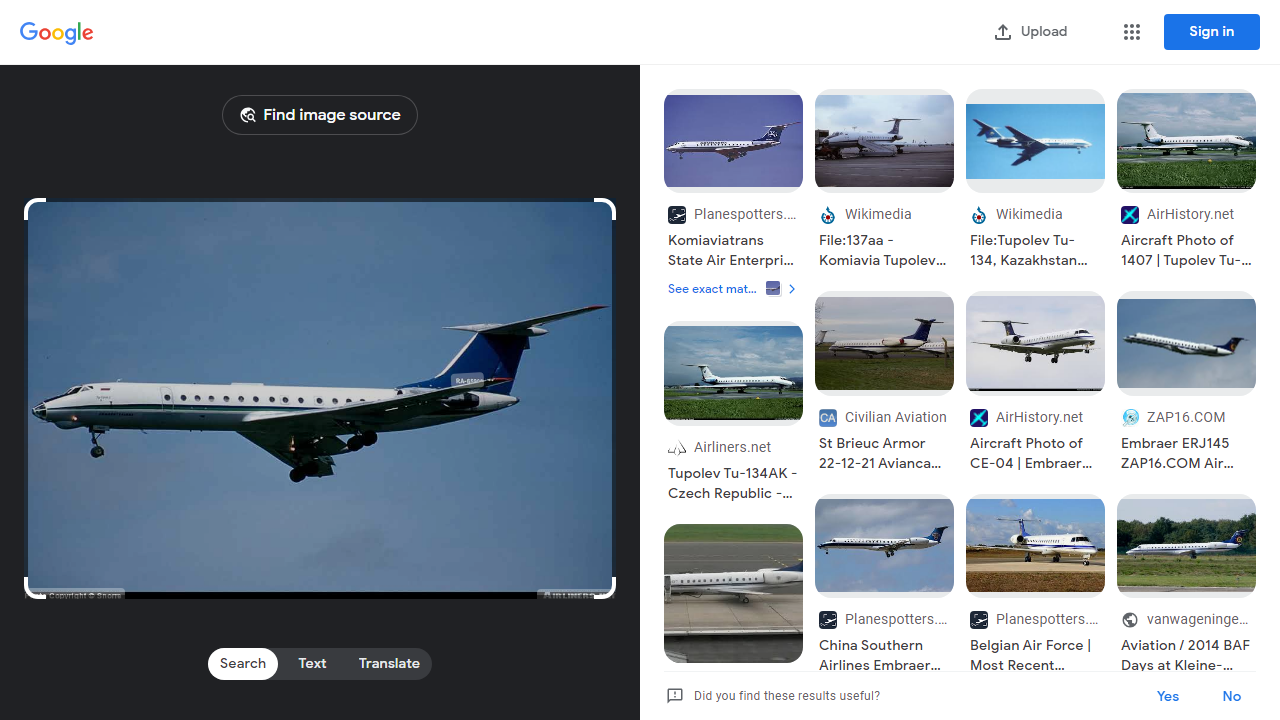 Google
Upload
Sign in
Find image source
Copyright ©
AIRLINERS
Search
Text
Translate
Planespotters....
Komiaviatrans
State Air Enterpri...
See exact mat...
Wikimedia
File:137aa -
Komiavia Tupolev...
Wikimedia
File:Tupolev Tu-
134, Kazakhstan...
AirHistory.net
Aircraft Photo of
1407 | Tupolev Tu-...
Airliners.net
Tupolev Tu-134AK -
Czech Republic -...
CA
Civilian Aviation
St Brieuc Armor
22-12-21 Avianca...
AirHistory.net
Aircraft Photo of
CE-04 | Embraer...
ZAP16.COM
Embraer ERJ145
ZAP16.COM Air...
Planespotters....
China Southern
Airlines Embraer...
Planespotters....
Belgian Air Force |
Most Recent...
vanwageninge...
Aviation / 2014 BAF
Days at Kleine-...
Did you find these results useful?
Yes
No